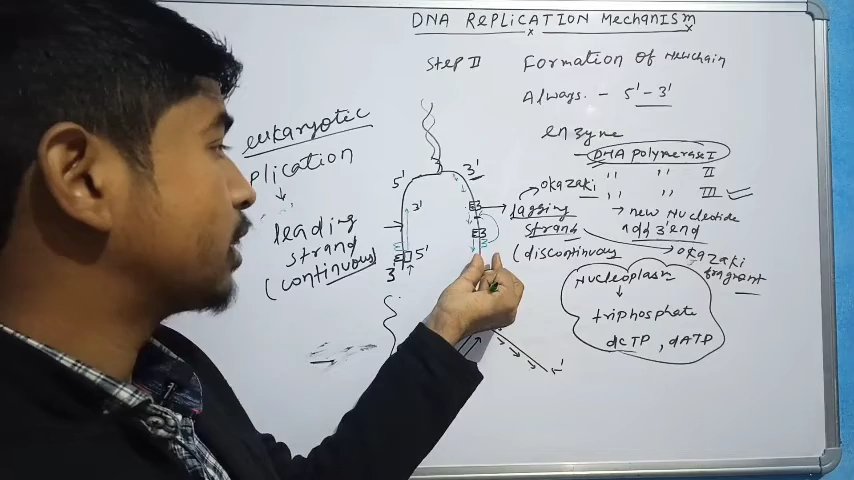 DNA REPLICATION MECHANISM
Step II
Formation of New chain
Always - 5' - 3'
enzyme
DNA polymerase I
" " II
" " III
→ new Nucleotide
add 3' end
okazaki
fragment
okazaki
lagging
strand
(discontinuous
Nucleoplasm
↓
triphosphate
dCTP, dATP
eukaryotic
plication
↓
leading
strand
(continuous)
5'
3'
3'
5'
3